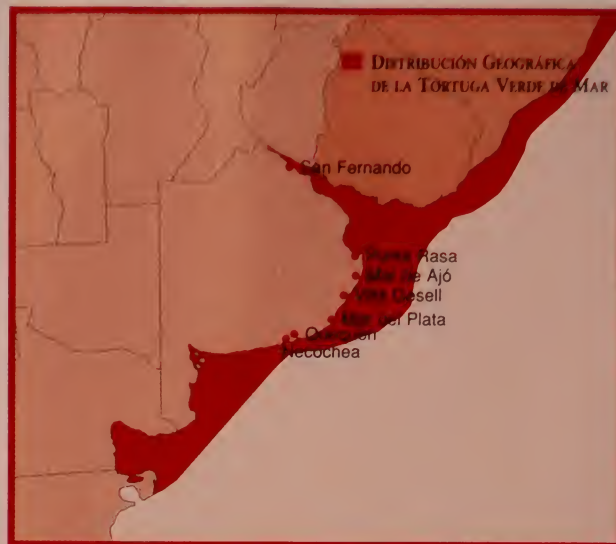 DISTRIBUCIÓN GEOGRÁFICA
DE LA TORTUGA VERDE DE MAR
San Fernando
Punta Rasa
Mar de Ajó
Villa Gesell
Mar del Plata
Quequén
Necochea